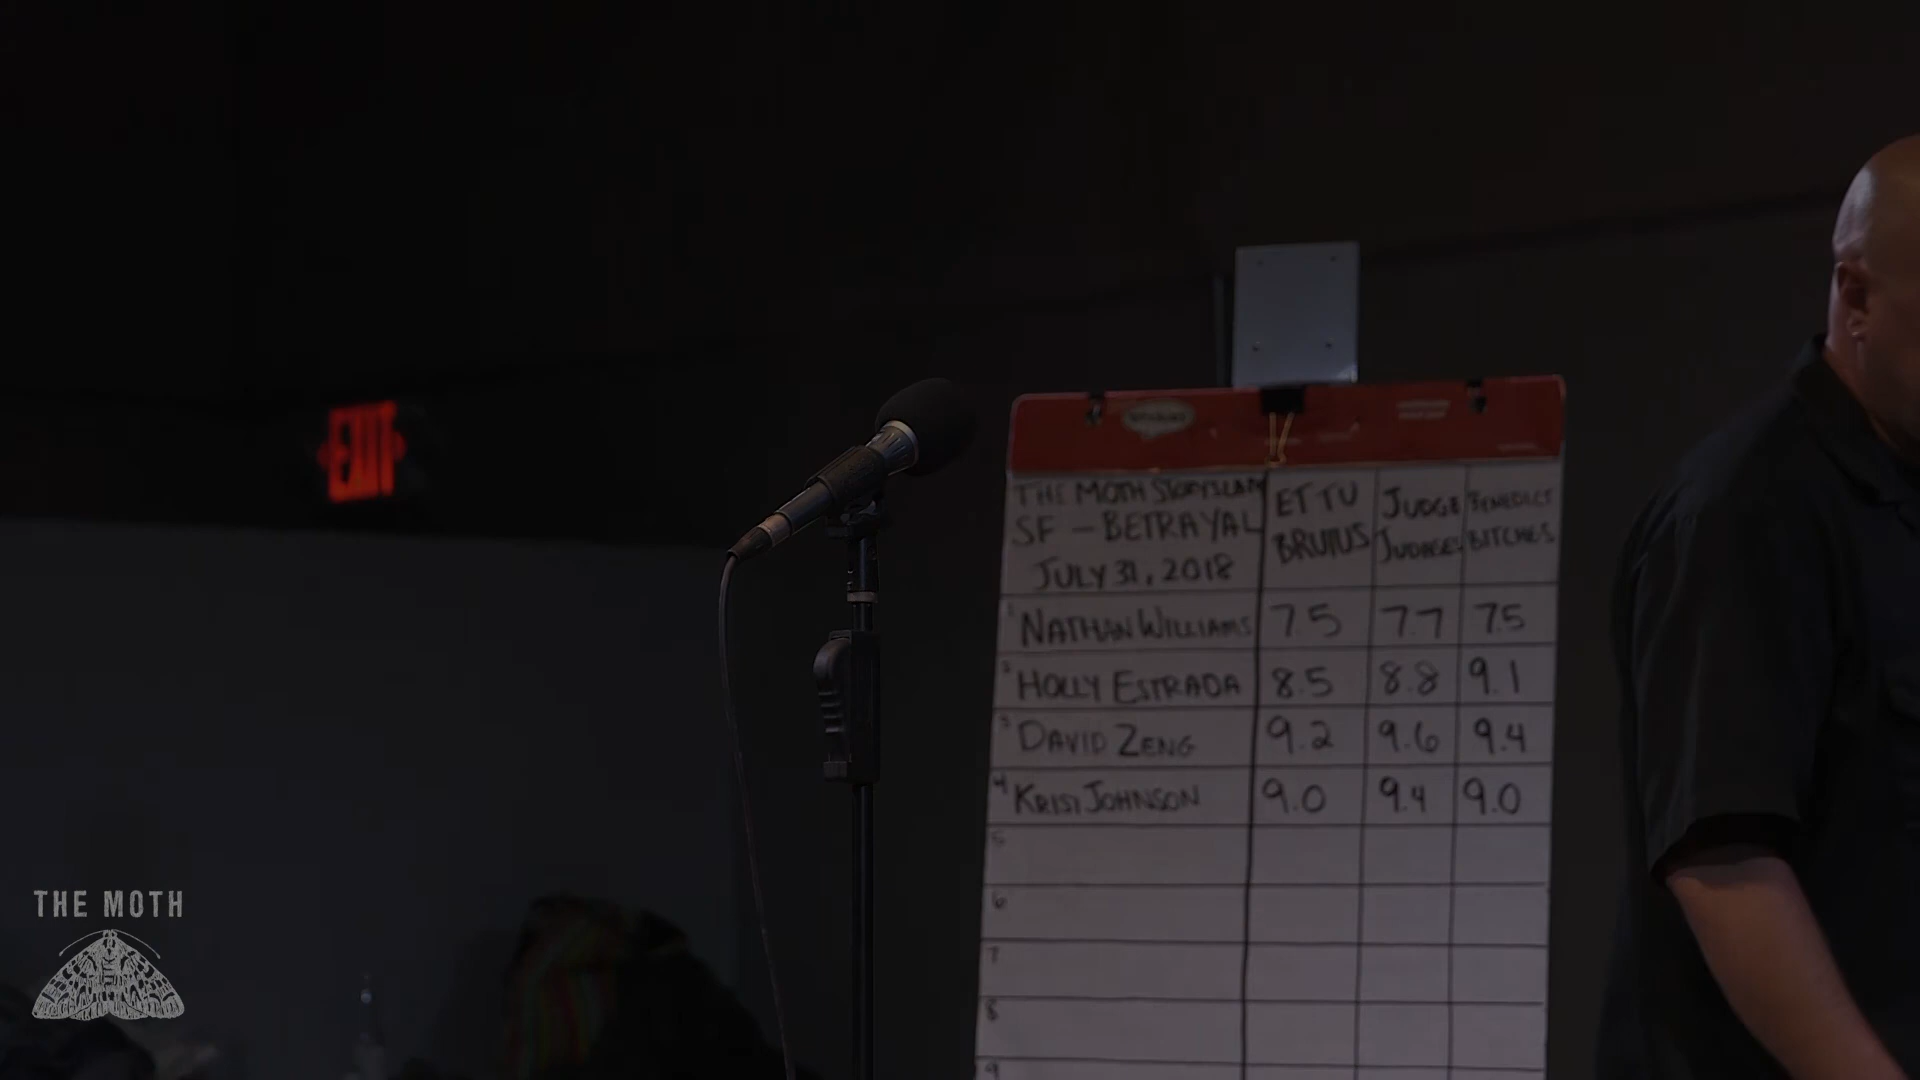 EXIT
THE MOTH STORYSLAM
SF - BETRAYAL
JULY 31, 2018
ET TU
BRUTUS
JUDGE
JUDGES
BENEDICT
BITCHES
1 NATHAN WILLIAMS 7.5 7.7 7.5
2 HOLLY ESTRADA 8.5 8.8 9.1
3 DAVID ZENG 9.2 9.6 9.4
4 KRISI JOHNSON 9.0 9.4 9.0
5
6
7
8
9
THE MOTH